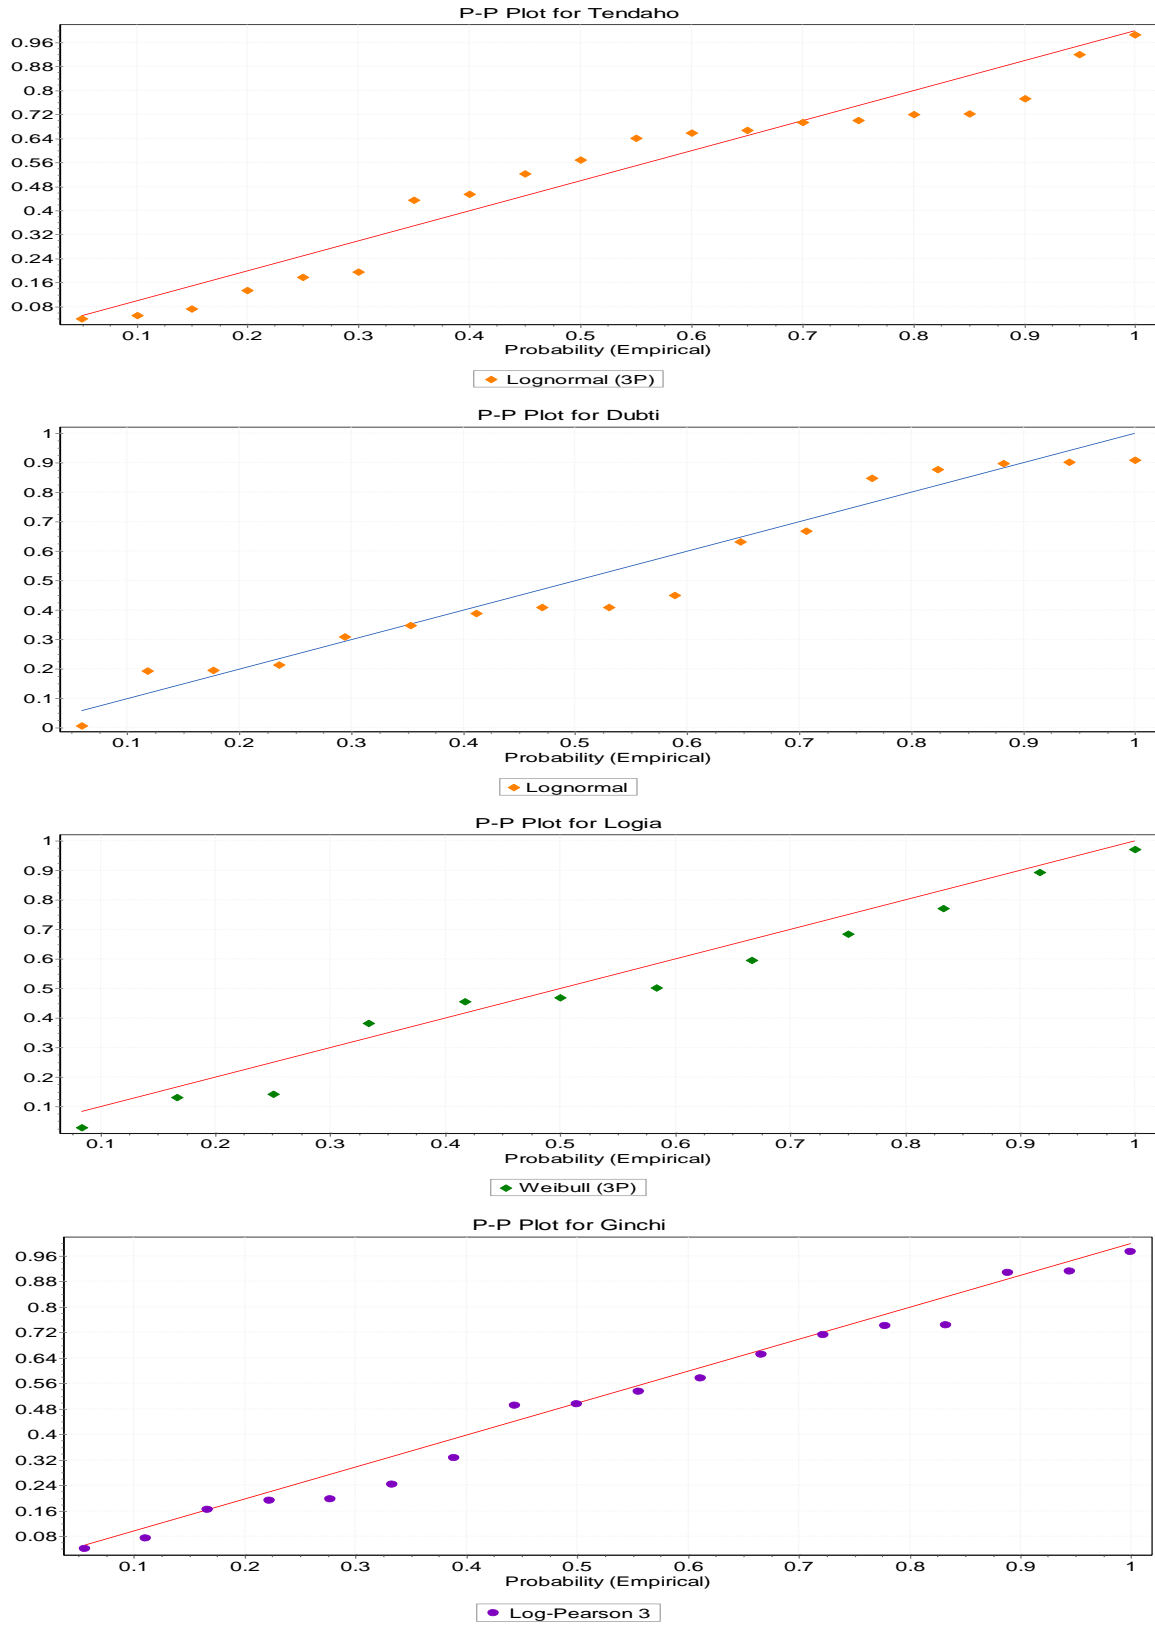 P-P Plot for Tendaho
0.96
0.88
0.8
0.72
0.64
0.56
0.48
0.4
0.32
0.24
0.16
0.08
0.1 0.2 0.3 0.4 0.5 0.6 0.7 0.8 0.9 1
Probability (Empirical)
Lognormal (3P)
P-P Plot for Dubti
1
0.9
0.8
0.7
0.6
0.5
0.4
0.3
0.2
0.1
0
0.1 0.2 0.3 0.4 0.5 0.6 0.7 0.8 0.9 1
Probability (Empirical)
Lognormal
P-P Plot for Logia
1
0.9
0.8
0.7
0.6
0.5
0.4
0.3
0.2
0.1
0.1 0.2 0.3 0.4 0.5 0.6 0.7 0.8 0.9 1
Probability (Empirical)
Weibull (3P)
P-P Plot for Ginchi
0.96
0.88
0.8
0.72
0.64
0.56
0.48
0.4
0.32
0.24
0.16
0.08
0.1 0.2 0.3 0.4 0.5 0.6 0.7 0.8 0.9 1
Probability (Empirical)
Log-Pearson 3